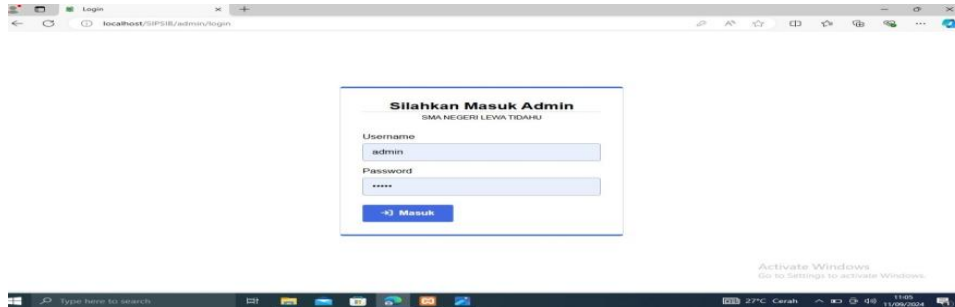 Login
localhost/SIPSIB/admin/login
Silahkan Masuk Admin
SMA NEGERI LEWA TIDAHU
Username
admin
Password
•••••
Masuk
Activate Windows
Go to Settings to activate Windows.
Type here to search
27°C Cerah
11:05
11/09/2024